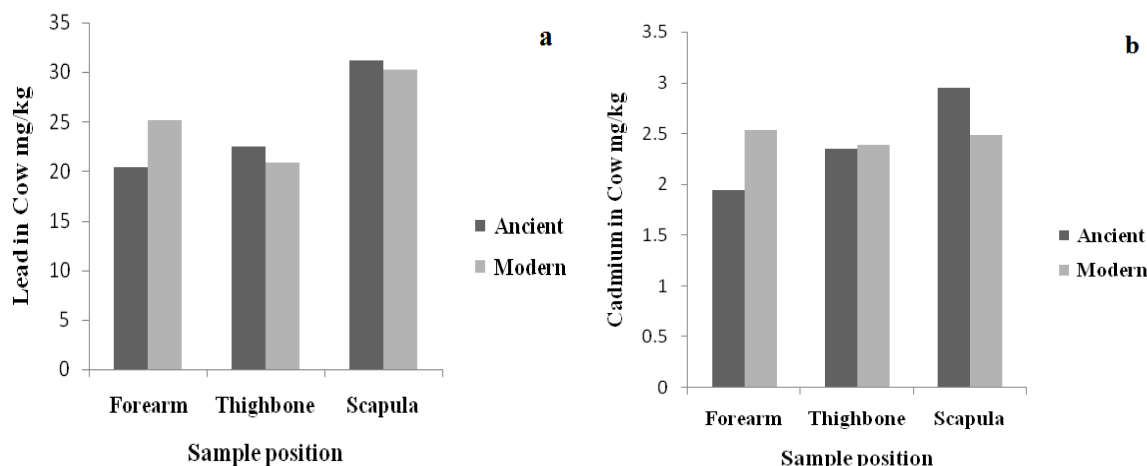 a
Lead in Cow mg/kg
35
30
25
20
15
10
5
0
Forearm Thighbone Scapula
Sample position
Ancient
Modern
b
Cadmium in Cow mg/kg
3.5
3
2.5
2
1.5
1
0.5
0
Forearm Thighbone Scapula
Sample position
Ancient
Modern